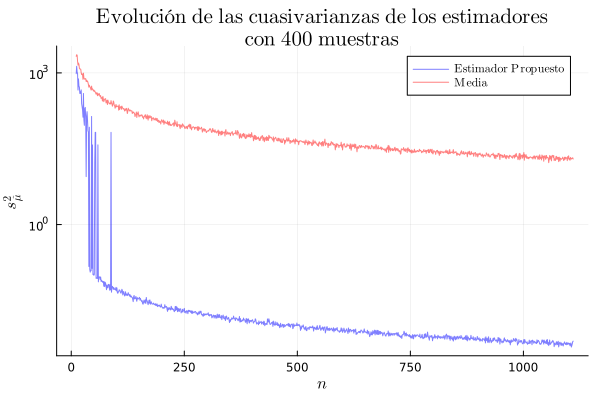 Evolución de las cuasivarianzas de los estimadores
con 400 muestras
Estimador Propuesto
Media
10³
10⁰
s²_μ̂
0 250 500 750 1000
n